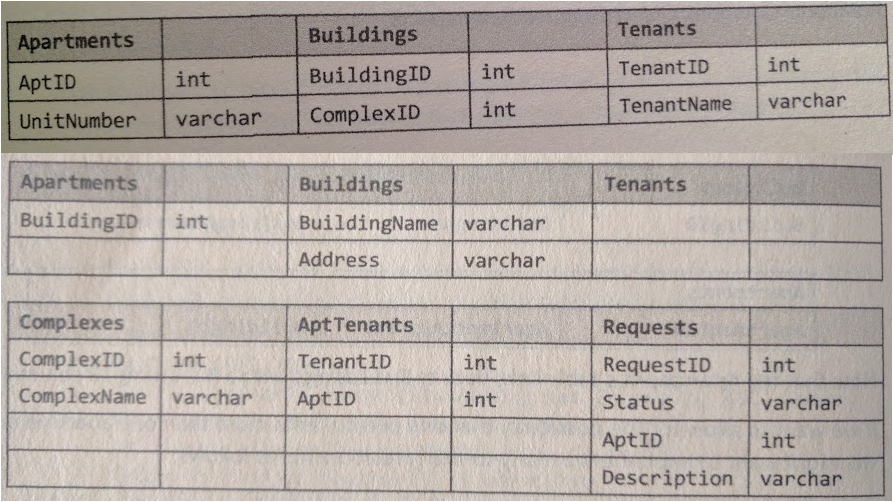 Apartments Buildings Tenants
AptID int BuildingID int TenantID int
UnitNumber varchar ComplexID int TenantName varchar
Apartments Buildings Tenants
BuildingID int BuildingName varchar
Address varchar
Complexes AptTenants Requests
ComplexID int TenantID int RequestID int
ComplexName varchar AptID int Status varchar
AptID int
Description varchar